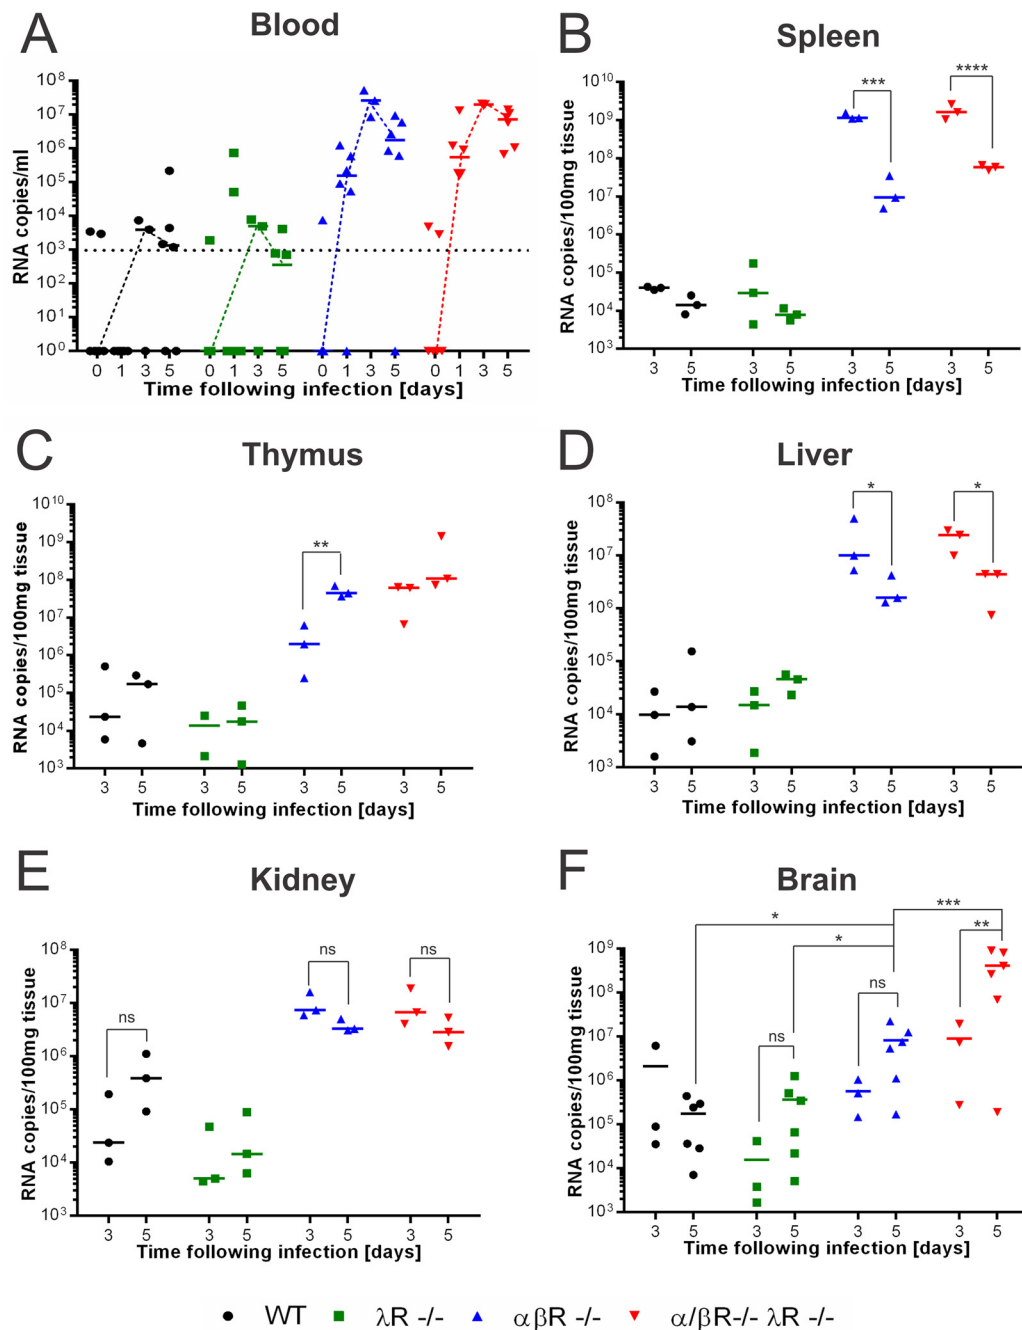 A Blood
RNA copies/ml
10⁸
10⁷
10⁶
10⁵
10⁴
10³
10²
10¹
10⁰
0 1 3 5 0 1 3 5 0 1 3 5 0 1 3 5
Time following infection [days]
B Spleen
RNA copies/100mg tissue
10¹⁰
10⁹
10⁸
10⁷
10⁶
10⁵
10⁴
10³
*** ****
3 5 3 5 3 5 3 5
Time following infection [days]
C Thymus
RNA copies/100mg tissue
10¹⁰
10⁹
10⁸
10⁷
10⁶
10⁵
10⁴
10³
**
3 5 3 5 3 5 3 5
Time following infection [days]
D Liver
RNA copies/100mg tissue
10⁸
10⁷
10⁶
10⁵
10⁴
10³
* *
3 5 3 5 3 5 3 5
Time following infection [days]
E Kidney
RNA copies/100mg tissue
10⁸
10⁷
10⁶
10⁵
10⁴
10³
ns ns ns
3 5 3 5 3 5 3 5
Time following infection [days]
F Brain
RNA copies/100mg tissue
10⁹
10⁸
10⁷
10⁶
10⁵
10⁴
10³
***
* **
*
ns
ns
3 5 3 5 3 5 3 5
Time following infection [days]
WT λR -/- αβR -/- α/βR-/- λR -/-